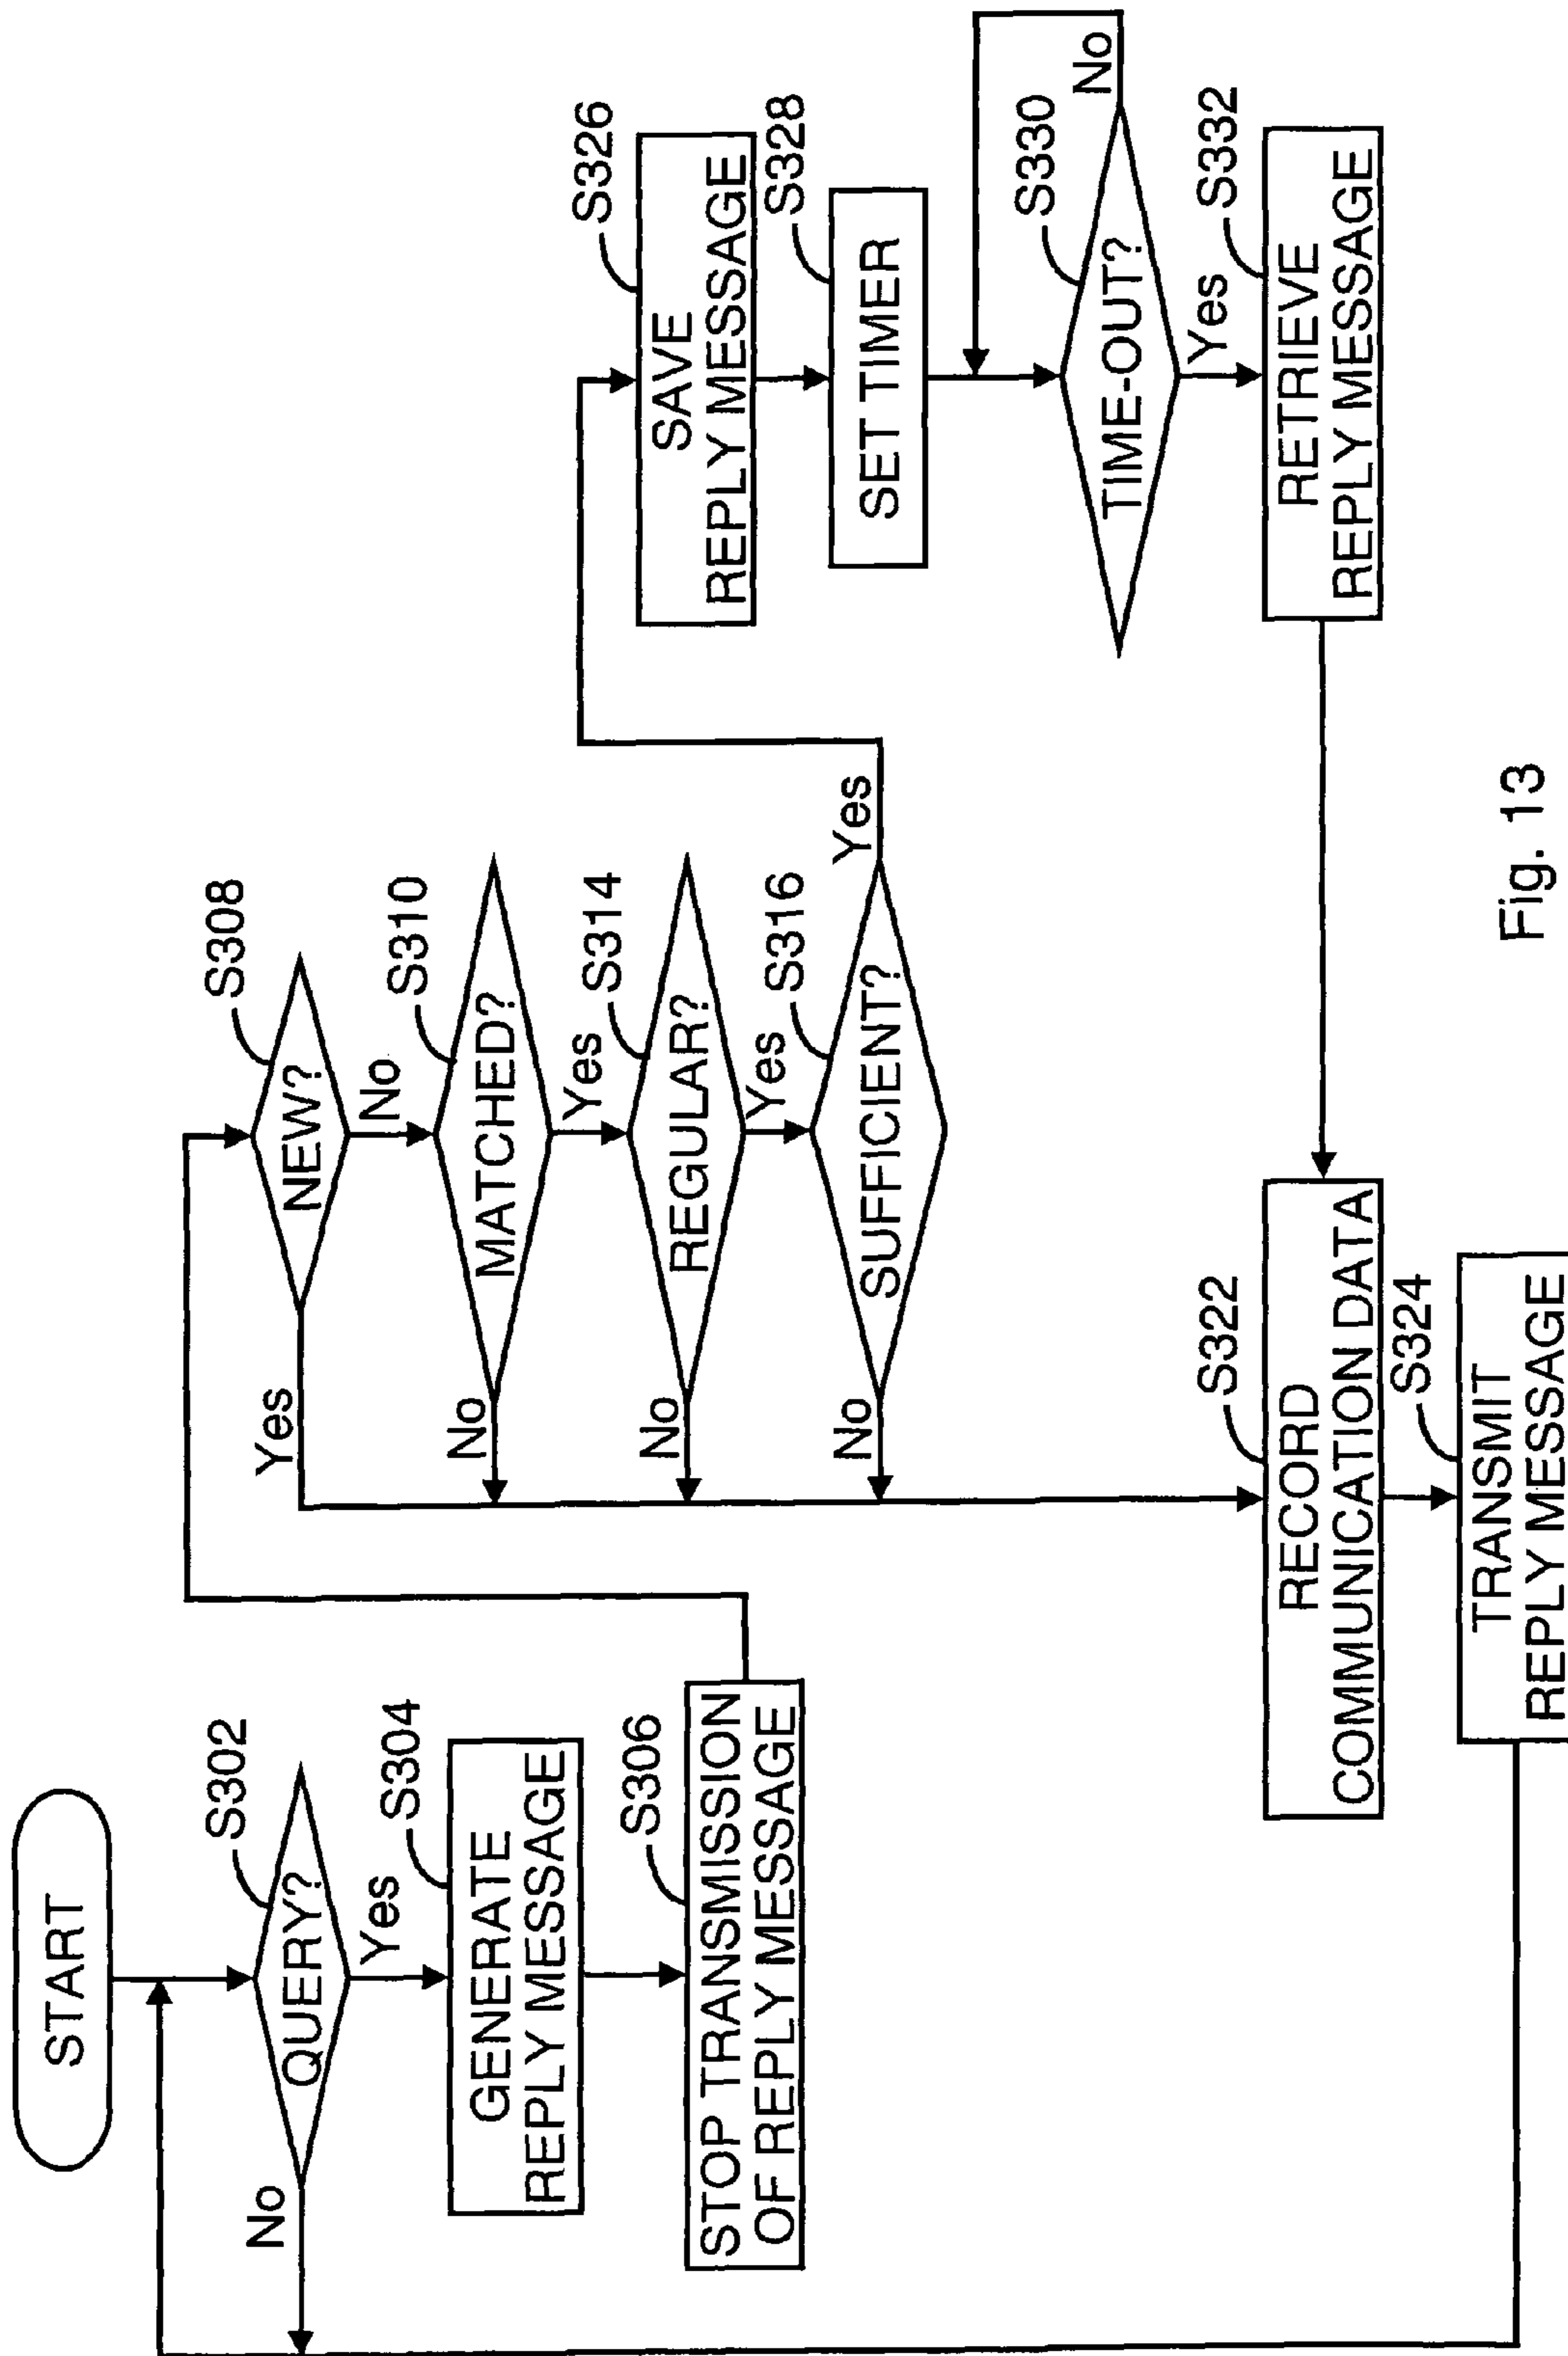 START
S302
QUERY?
No
Yes
S304
GENERATE
REPLY MESSAGE
S306
STOP TRANSMISSION
OF REPLY MESSAGE
S308
NEW?
Yes
No
S310
MATCHED?
No
Yes
S314
REGULAR?
No
Yes
S316
SUFFICIENT?
No
Yes
S322
RECORD
COMMUNICATION DATA
S324
TRANSMIT
REPLY MESSAGE
S326
SAVE
REPLY MESSAGE
S328
SET TIMER
S330
TIME-OUT?
No
Yes
S332
RETRIEVE
REPLY MESSAGE
Fig. 13